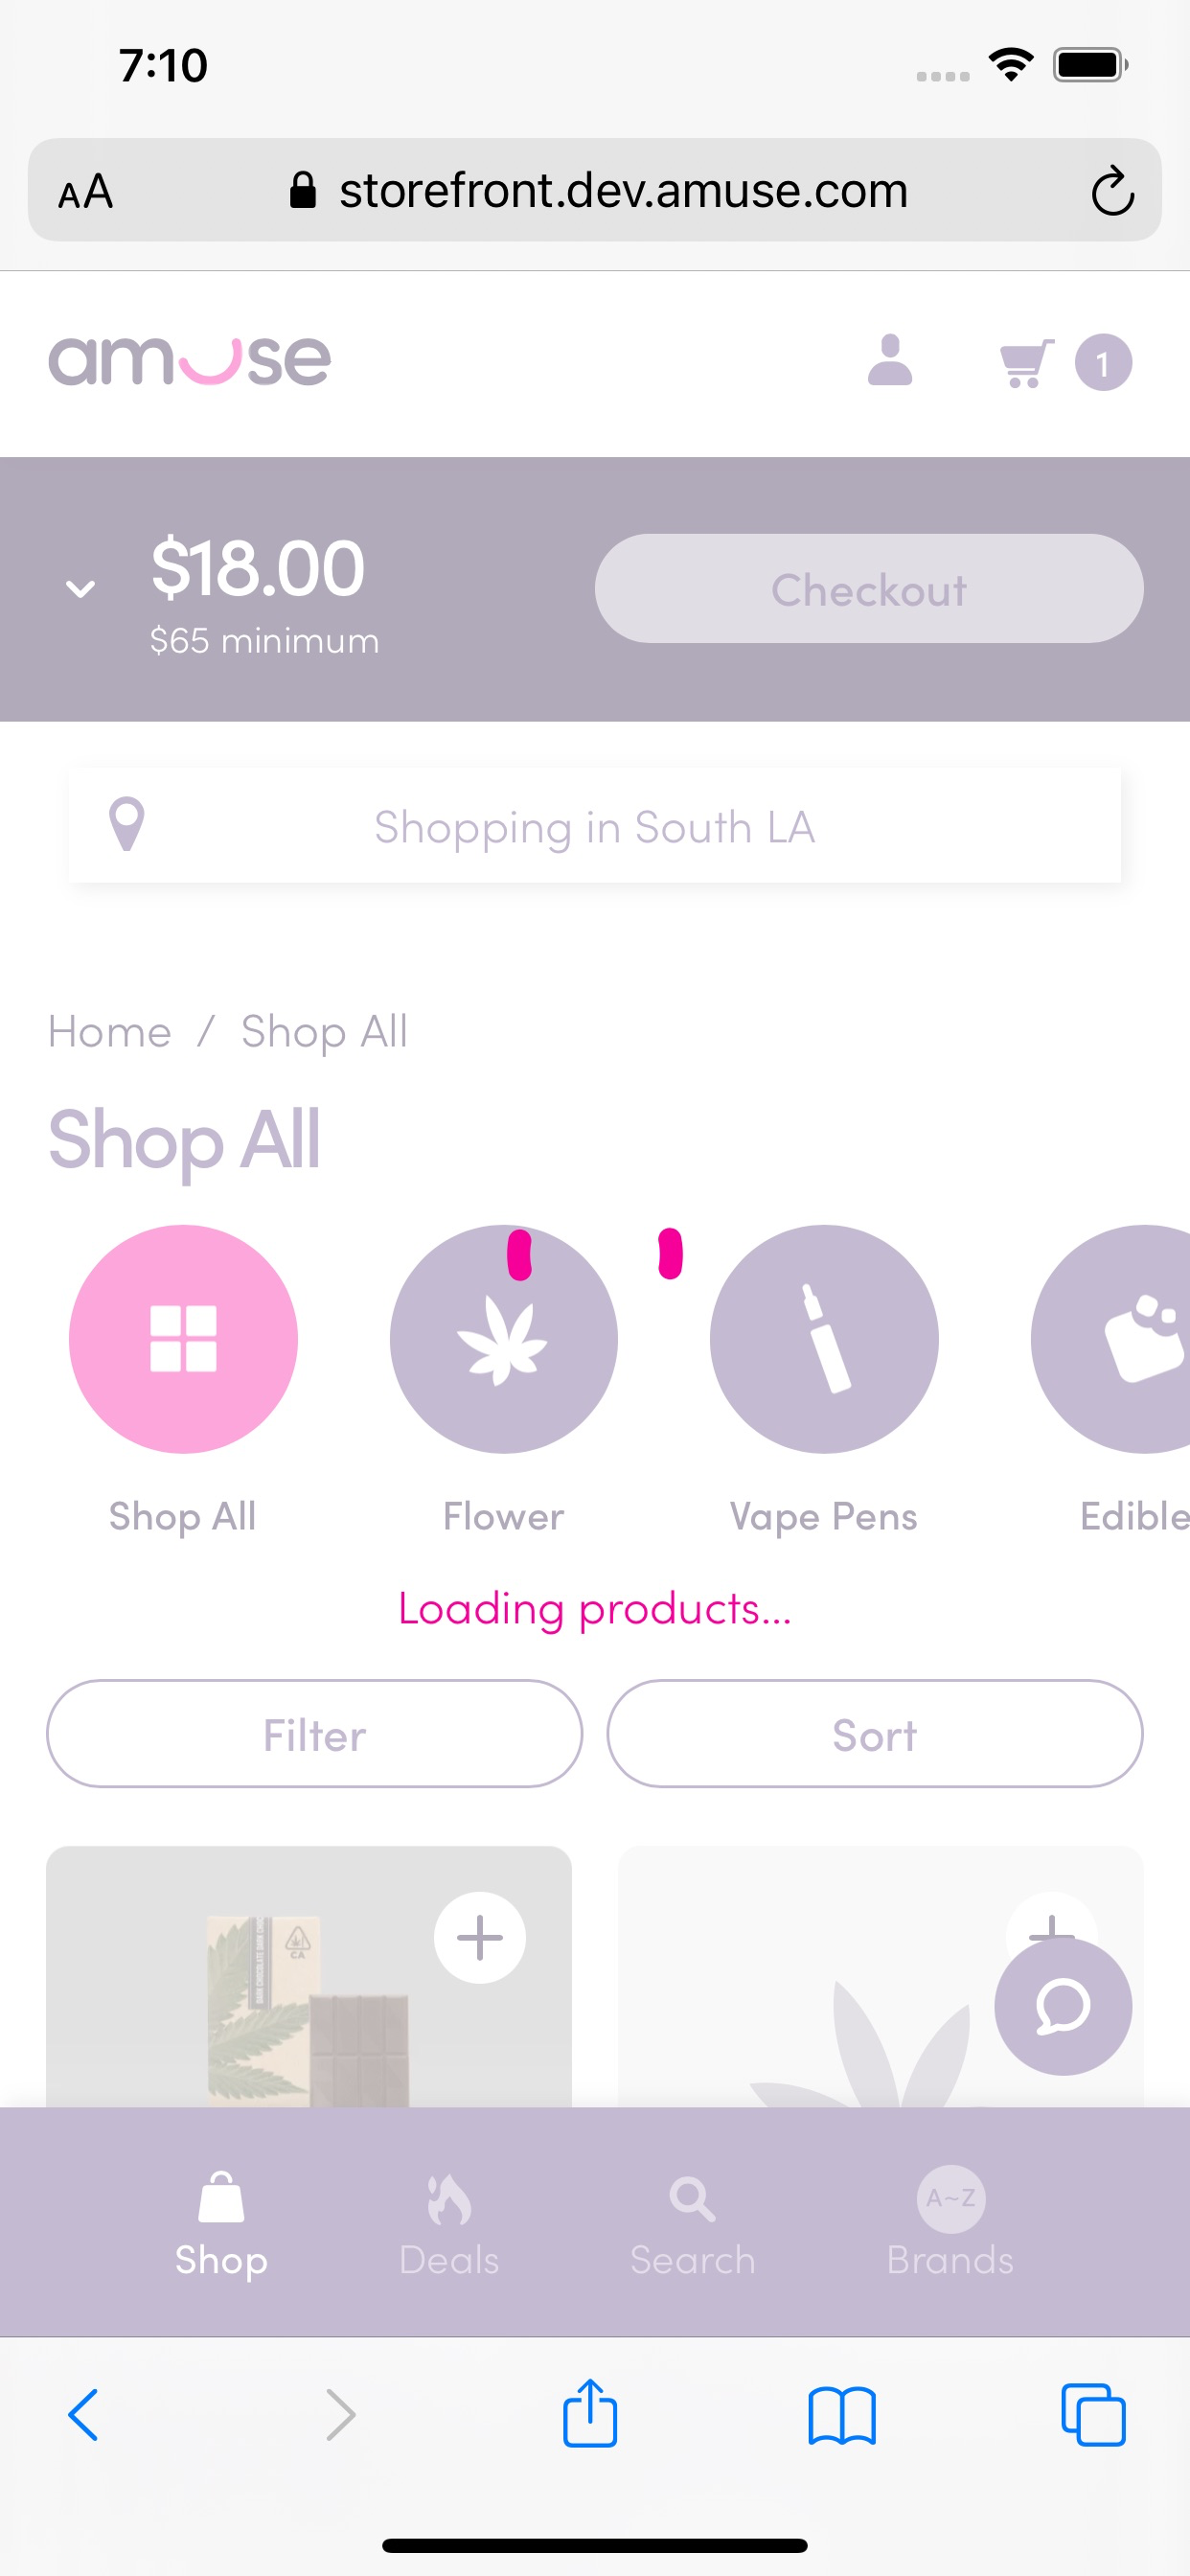 7:10
AA
storefront.dev.amuse.com
amuse
1
$18.00
$65 minimum
Checkout
Shopping in South LA
Home / Shop All
Shop All
Shop All
Flower
Vape Pens
Edible
Loading products...
Filter
Sort
CA
Shop
Deals
Search
A~Z
Brands